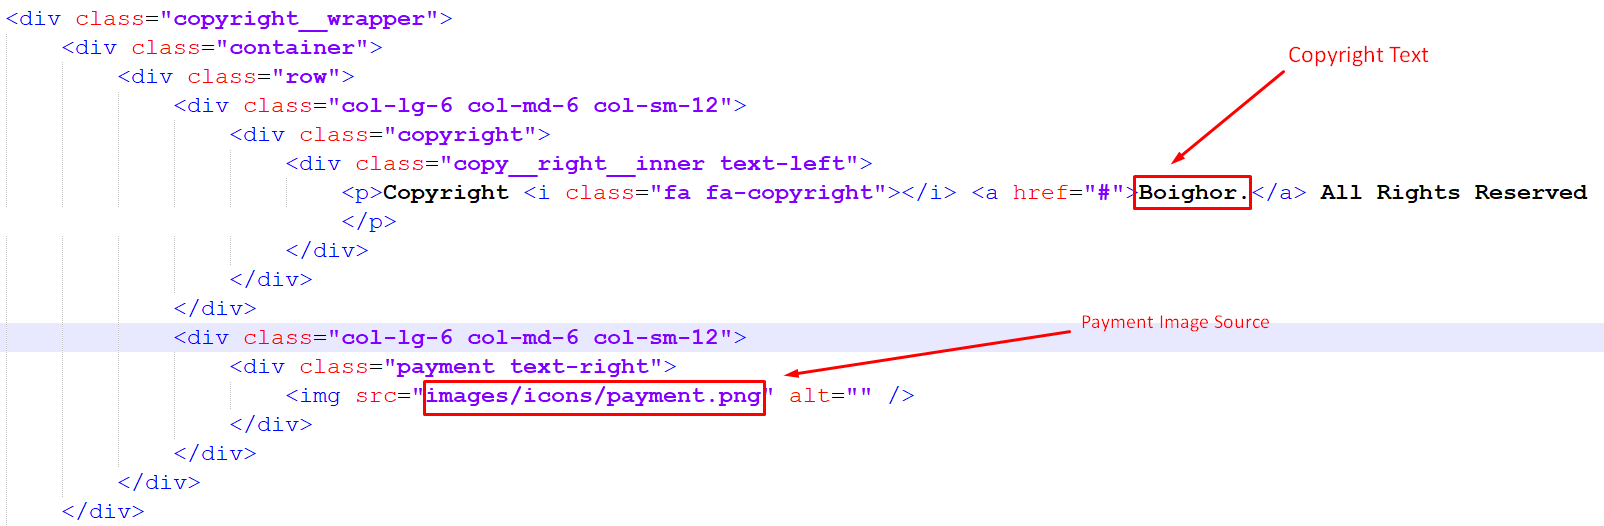 <div class="copyright__wrapper">
<div class="container">
Copyright Text
<div class="row">
<div class="col-lg-6 col-md-6 col-sm-12">
<div class="copyright">
<div class="copy__right__inner text-left">
<p>Copyright <i class="fa fa-copyright"></i> <a href="#">Boighor.</a> All Rights Reserved
</p>
</div>
</div>
</div>
Payment Image Source
<div class="col-lg-6 col-md-6 col-sm-12">
<div class="payment text-right">
<img src="images/icons/payment.png" alt="" />
</div>
</div>
</div>
</div>